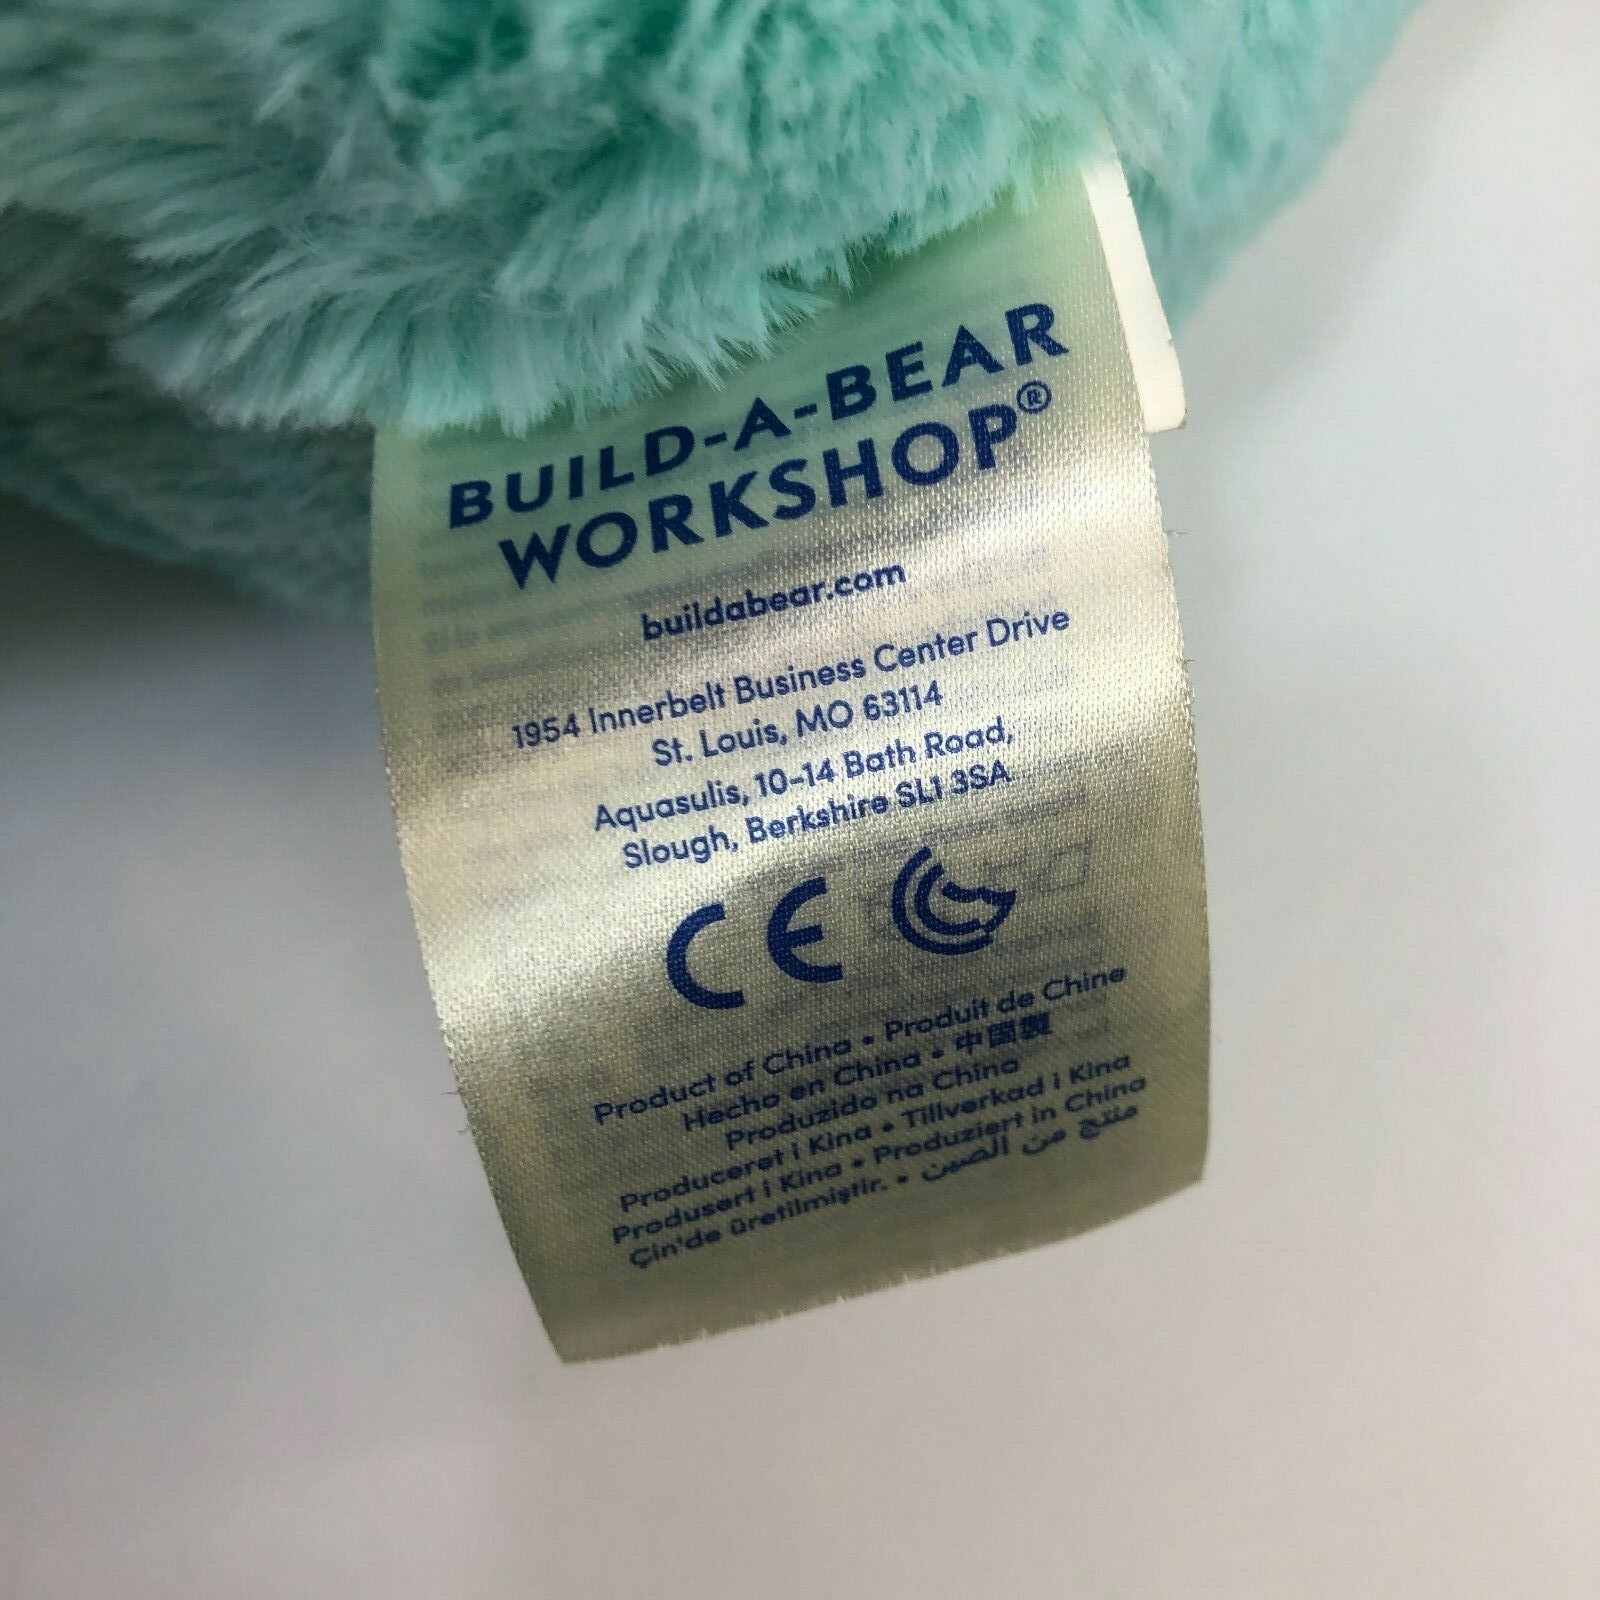 BUILD-A-BEAR
WORKSHOP®
buildabear.com
1954 Innerbelt Business Center Drive
St. Louis, MO 63114
Aquasulis, 10-14 Bath Road,
Slough, Berkshire SL1 3SA
CE
Product of China • Produit de Chine
Hecho en China • 中國製
Produzido na China
Produceret i Kina • Tillverkad i Kina
Produsert i Kina • Produziert in China
Çin'de üretilmiştir. • منتج من الصين